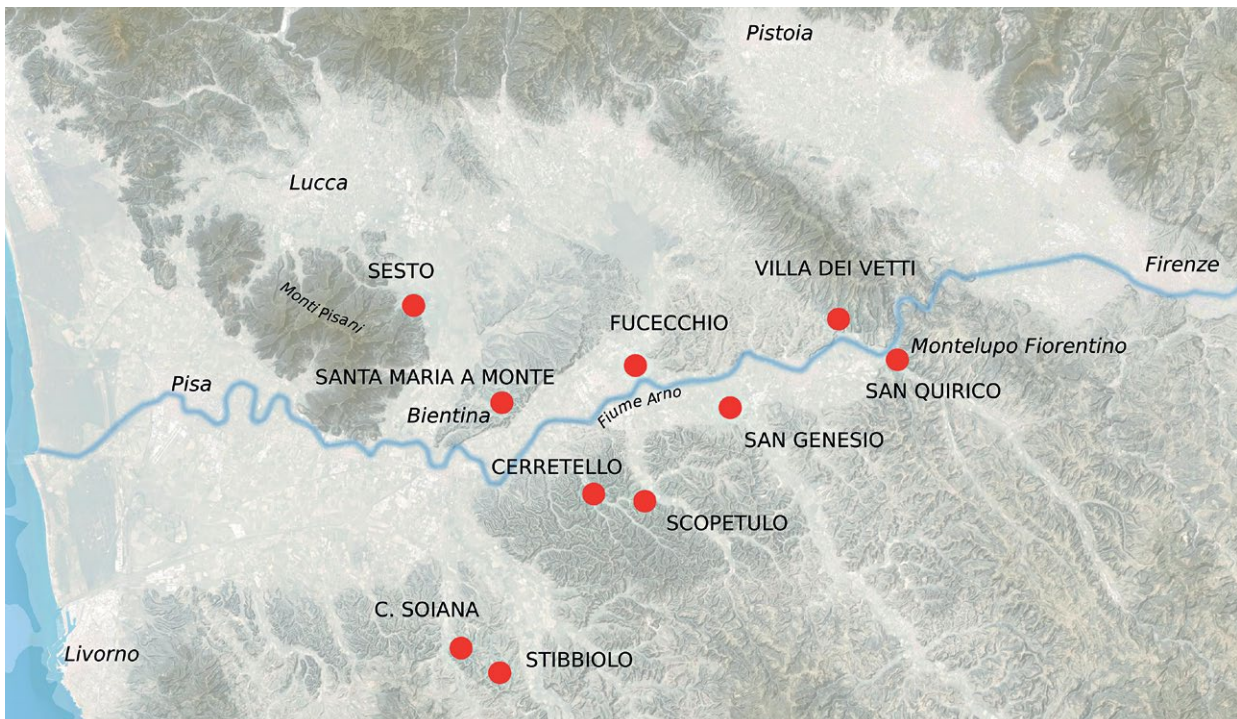 Pistoia
Lucca
Firenze
SESTO
VILLA DEI VETTI
Monti Pisani
FUCECCHIO
Montelupo Fiorentino
SANTA MARIA A MONTE
Pisa
SAN QUIRICO
Fiume Arno
Bientina
SAN GENESIO
CERRETELLO
SCOPETULO
C. SOIANA
Livorno
STIBBIOLO